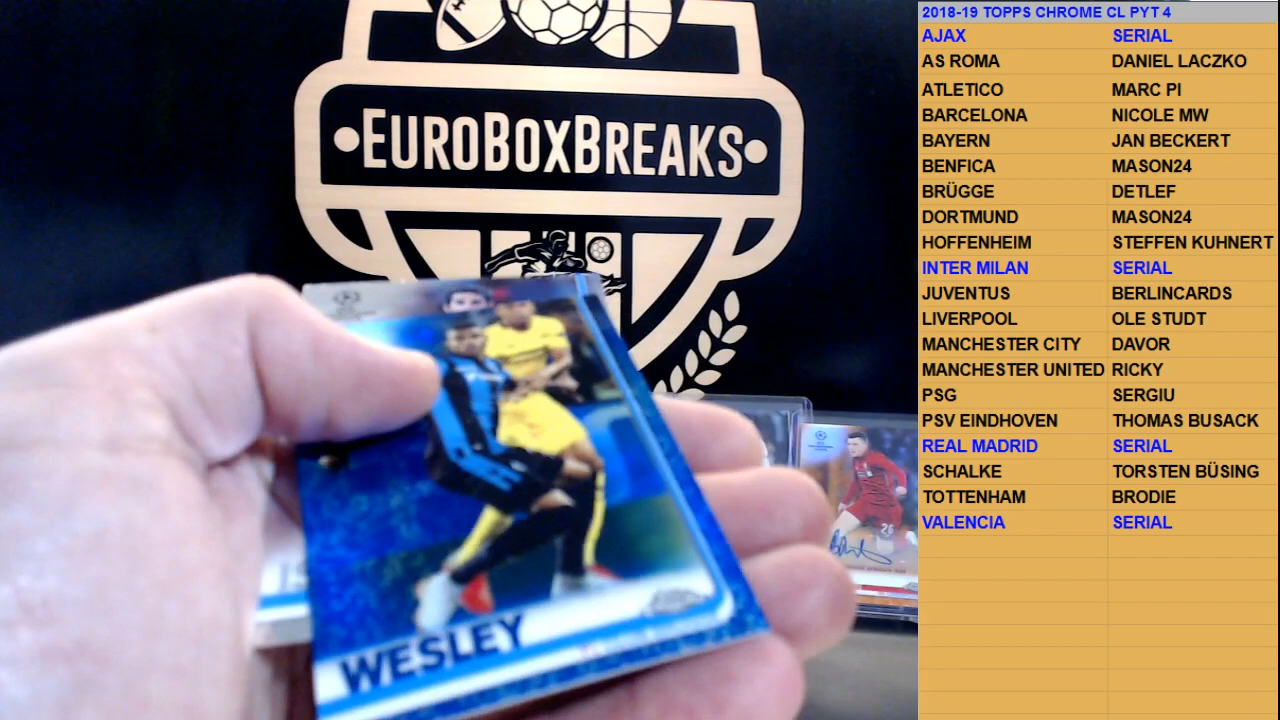 EUROBOXBREAKS
WESLEY
26
2018-19 TOPPS CHROME CL PYT 4
AJAX SERIAL
AS ROMA DANIEL LACZKO
ATLETICO MARC PI
BARCELONA NICOLE MW
BAYERN JAN BECKERT
BENFICA MASON24
BRÜGGE DETLEF
DORTMUND MASON24
HOFFENHEIM STEFFEN KUHNERT
INTER MILAN SERIAL
JUVENTUS BERLINCARDS
LIVERPOOL OLE STUDT
MANCHESTER CITY DAVOR
MANCHESTER UNITED RICKY
PSG SERGIU
PSV EINDHOVEN THOMAS BUSACK
REAL MADRID SERIAL
SCHALKE TORSTEN BÜSING
TOTTENHAM BRODIE
VALENCIA SERIAL